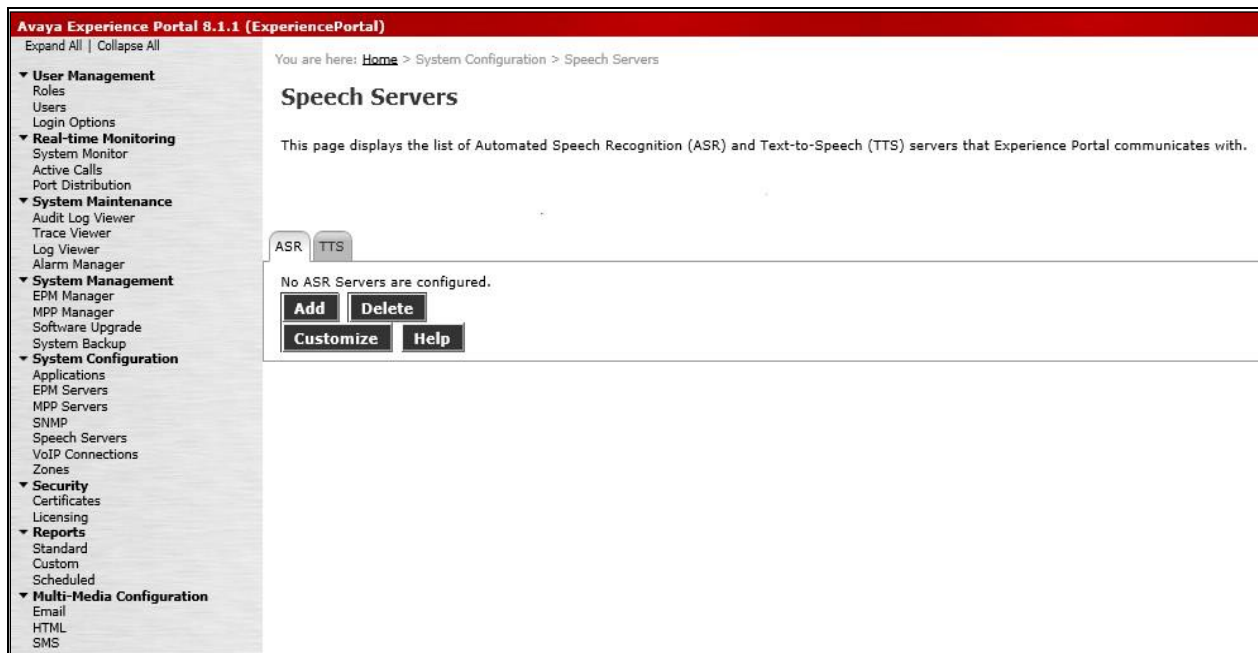 Avaya Experience Portal 8.1.1 (ExperiencePortal)
Expand All | Collapse All
▼ User Management
Roles
Users
Login Options
▼ Real-time Monitoring
System Monitor
Active Calls
Port Distribution
▼ System Maintenance
Audit Log Viewer
Trace Viewer
Log Viewer
Alarm Manager
▼ System Management
EPM Manager
MPP Manager
Software Upgrade
System Backup
▼ System Configuration
Applications
EPM Servers
MPP Servers
SNMP
Speech Servers
VoIP Connections
Zones
▼ Security
Certificates
Licensing
▼ Reports
Standard
Custom
Scheduled
▼ Multi-Media Configuration
Email
HTML
SMS
You are here: Home > System Configuration > Speech Servers
Speech Servers
This page displays the list of Automated Speech Recognition (ASR) and Text-to-Speech (TTS) servers that Experience Portal communicates with.
ASR TTS
No ASR Servers are configured.
Add Delete
Customize Help